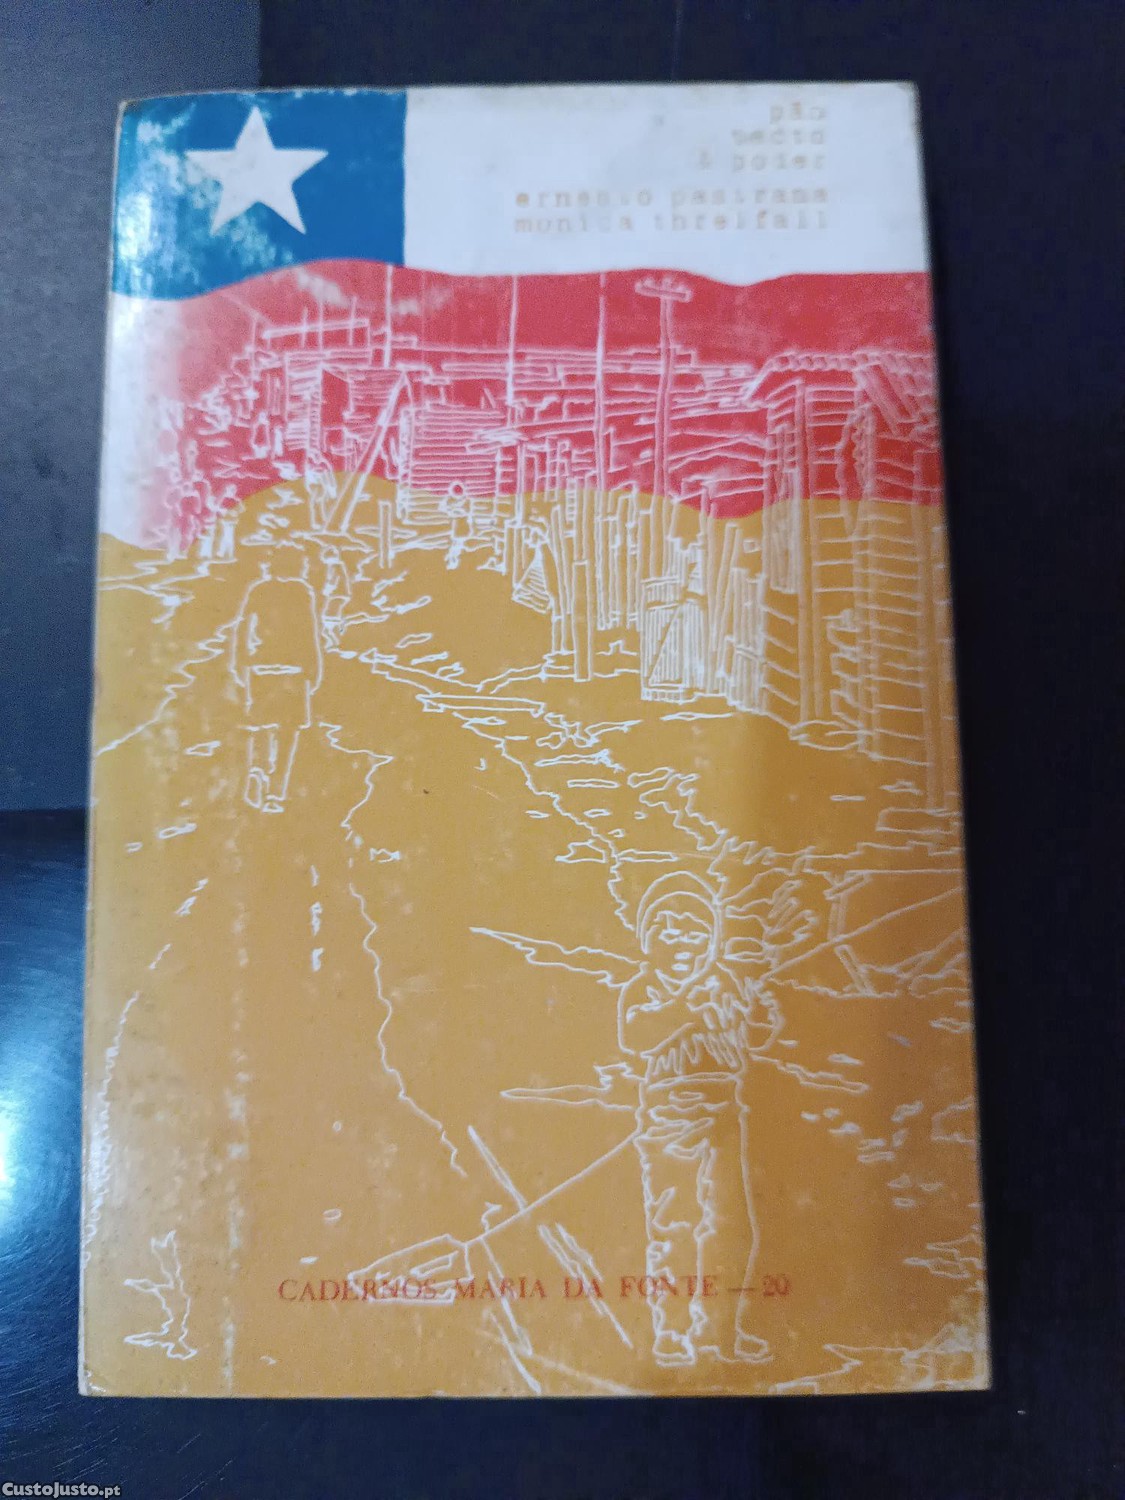 pão
tecto
& poder
ernesto pastrana
monica threlfall
CADERNOS MARIA DA FONTE — 20
CustoJusto.pt